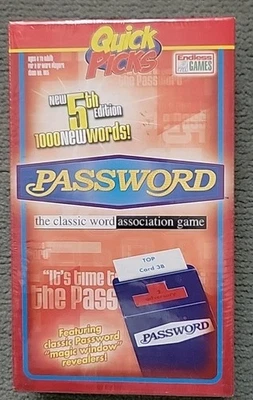 Quick
PICKS
Endless
GAMES
New
5th
Edition
1000 New words!
PASSWORD
the classic word association game
"It's time t
the Pass
TOP
Card 38
PASSWORD
Featuring
classic Password
"magic window"
revealers!